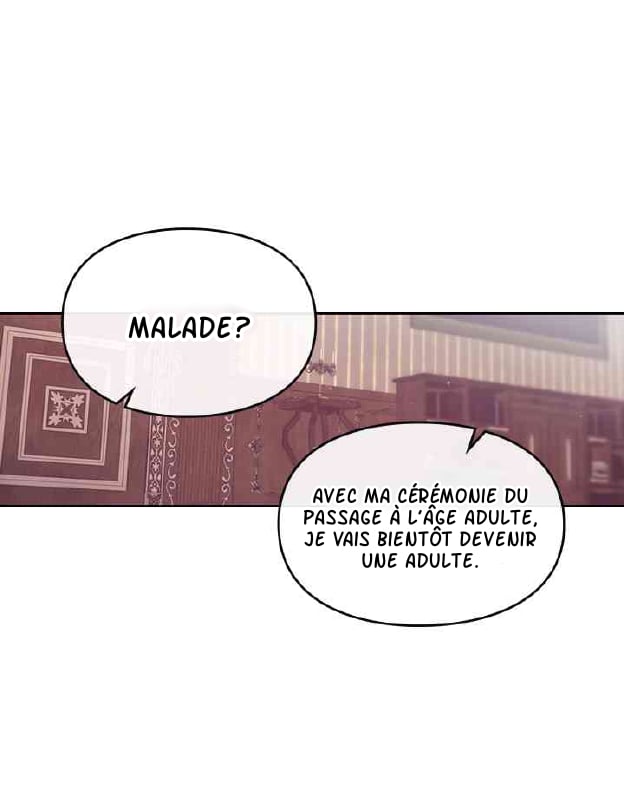 MALADE?
AVEC MA CÉRÉMONIE DU
PASSAGE À L'ÂGE ADULTE,
JE VAIS BIENTÔT DEVENIR
UNE ADULTE.